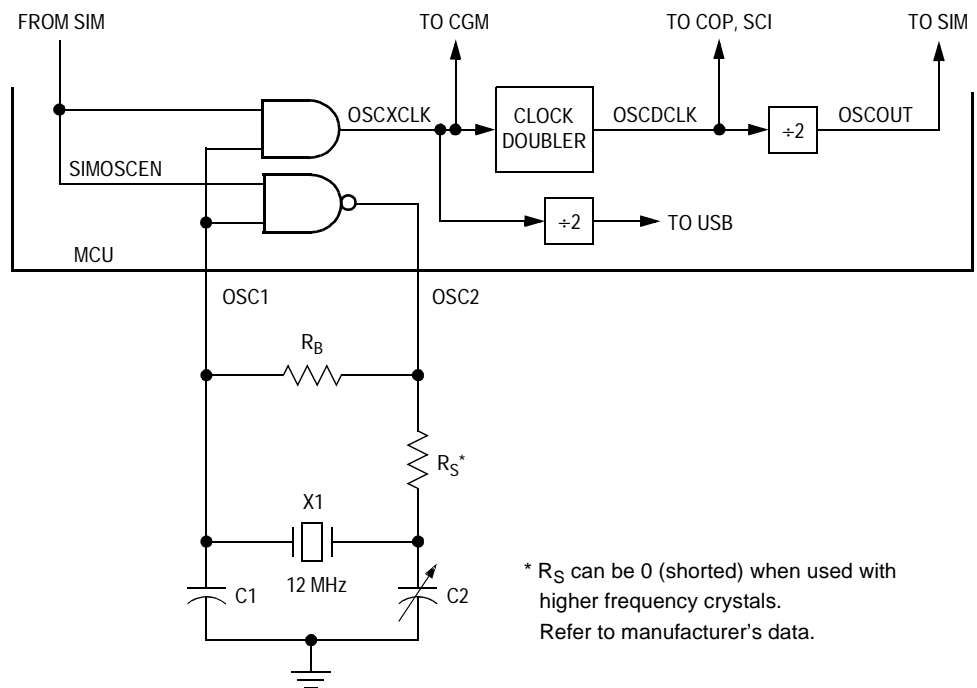 FROM SIM
TO CGM
TO COP, SCI
TO SIM
OSCXCLK
CLOCK
DOUBLER
OSCDCLK
÷2
OSCOUT
SIMOSCEN
÷2
TO USB
MCU
OSC1
OSC2
RB
RS*
X1
12 MHz
C1
C2
* RS can be 0 (shorted) when used with
higher frequency crystals.
Refer to manufacturer's data.